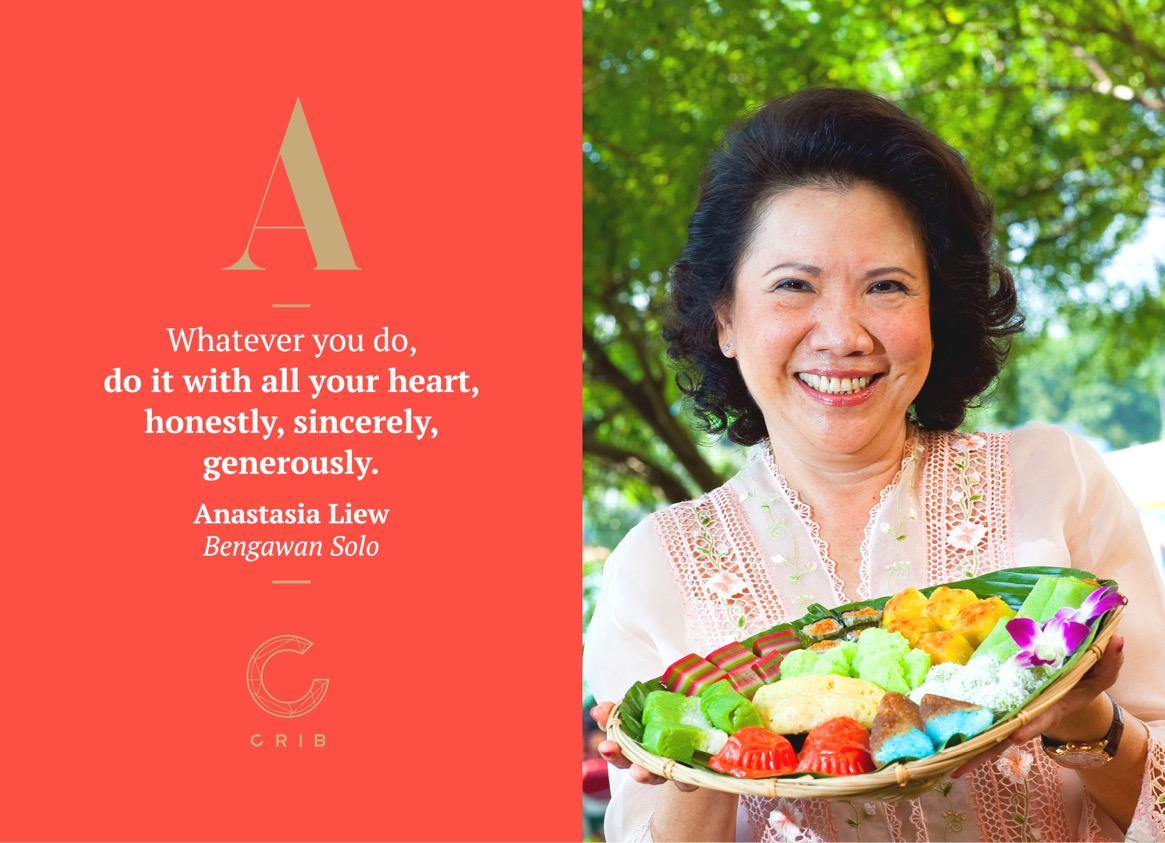 A
Whatever you do,
do it with all your heart,
honestly, sincerely,
generously.
Anastasia Liew
Bengawan Solo
CRIB